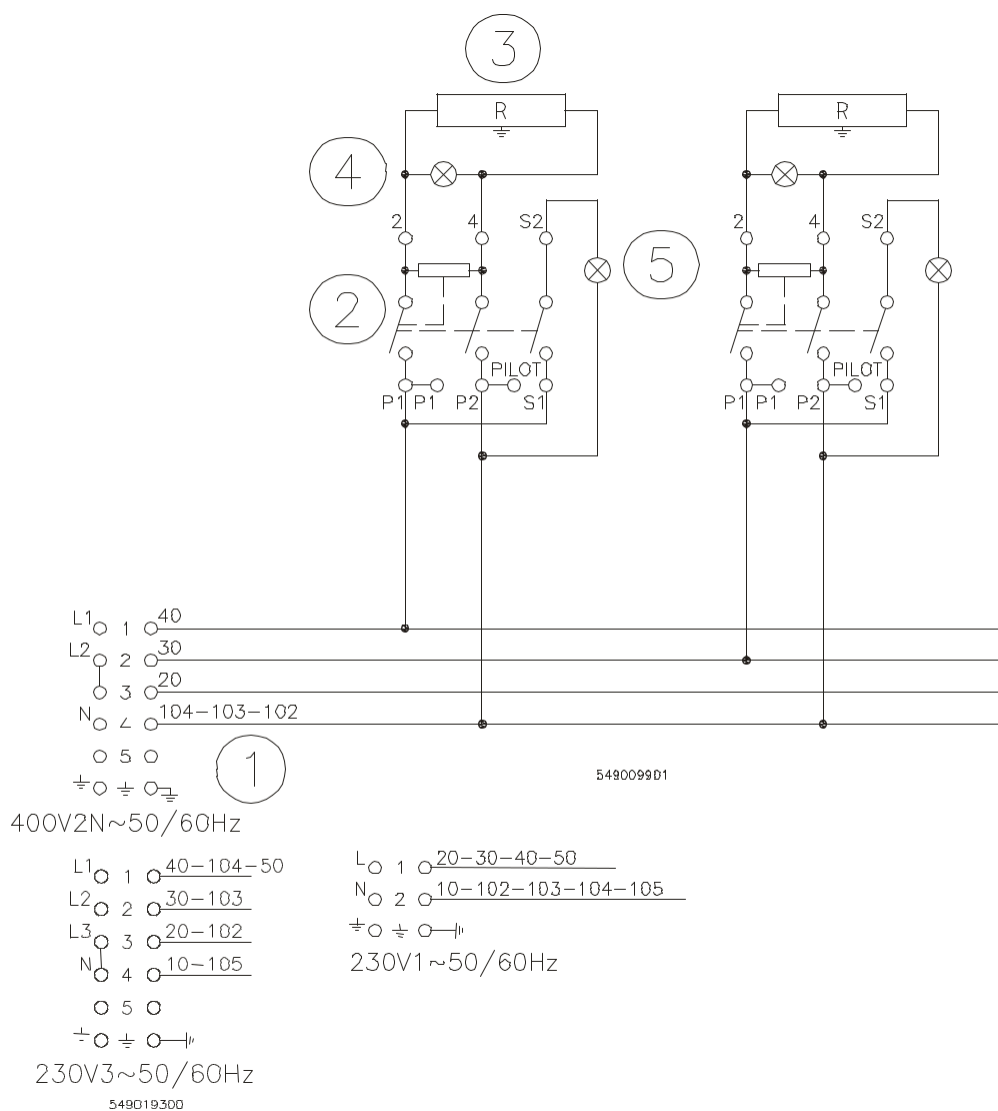 3
R R
4
2 4 S2 2 4 S2
5
2
PILOT PILOT
P1 P1 P2 S1 P1 P1 P2 S1
L1 1 40
L2 2 30
3 20
N 4 104-103-102
5
1
549009901
400V2N~50/60Hz
L1 1 40-104-50
L2 2 30-103
L3 3 20-102
N 4 10-105
5
230V3~50/60Hz
549019300
L 1 20-30-40-50
N 2 10-102-103-104-105
230V1~50/60Hz